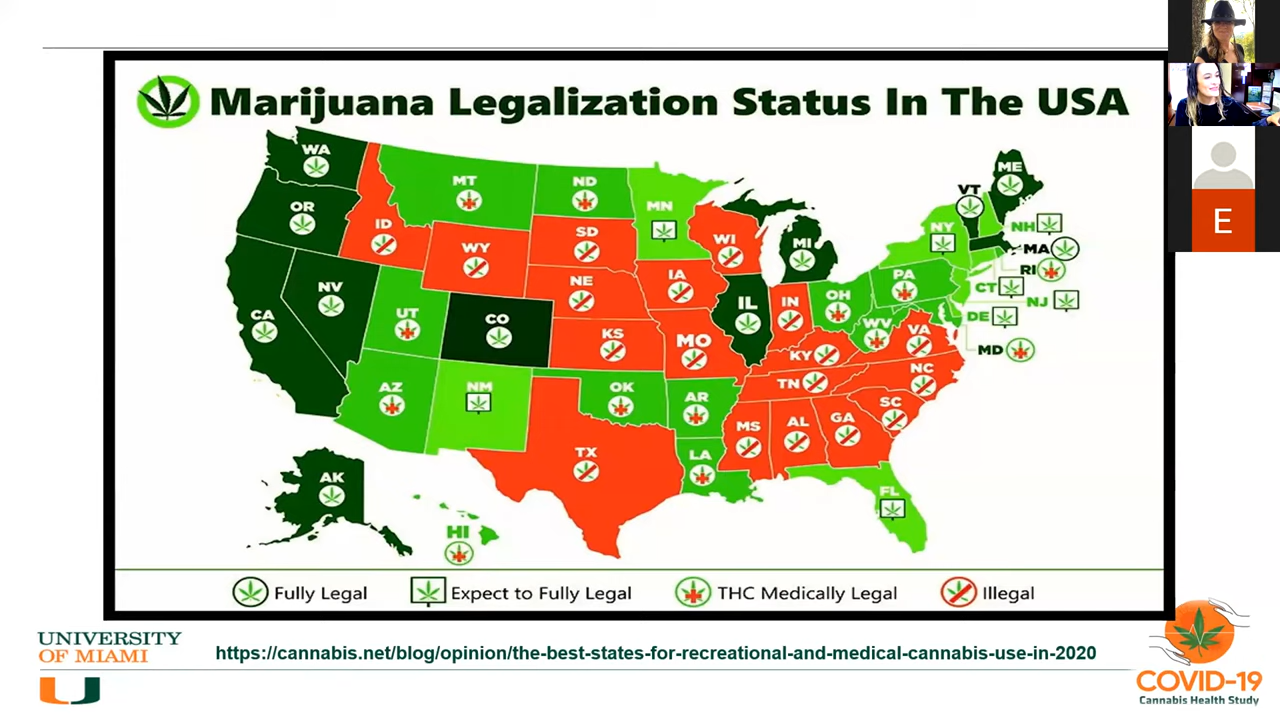 Marijuana Legalization Status In The USA
WA
MT
ND
MN
OR
ID
WY
SD
WI
MI
VT
ME
NY
NH
MA
RI
CT
NJ
PA
DE
MD
NV
CA
UT
CO
NE
IA
IL
IN
OH
WV
VA
KS
MO
KY
NC
TN
AZ
NM
OK
AR
SC
MS
AL
GA
TX
LA
FL
AK
HI
Fully Legal
Expect to Fully Legal
THC Medically Legal
Illegal
E
UNIVERSITY
OF MIAMI
https://cannabis.net/blog/opinion/the-best-states-for-recreational-and-medical-cannabis-use-in-2020
COVID-19
Cannabis Health Study